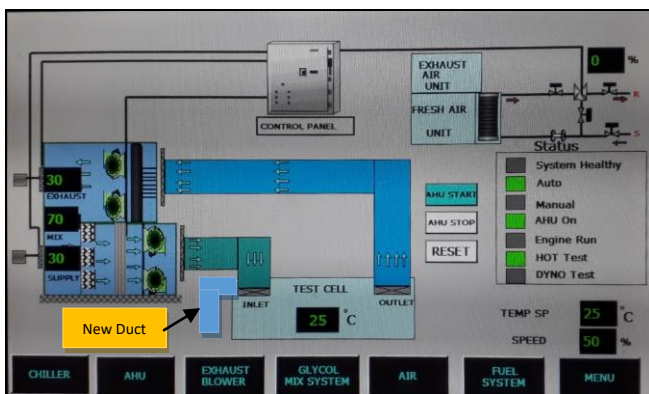 EXHAUST
AIR
UNIT
FRESH AIR
UNIT
0 %
R
S
CONTROL PANEL
Status
System Healthy
Auto
Manual
AHU On
Engine Run
HOT Test
DYNO Test
30
EXHAUST
70
MIX
30
SUPPLY
AHU START
AHU STOP
RESET
New Duct
INLET
TEST CELL
OUTLET
25 °C
TEMP SP 25 °C
SPEED 50 %
CHILLER
AHU
EXHAUST
BLOWER
GLYCOL
MIX SYSTEM
AIR
FUEL
SYSTEM
MENU